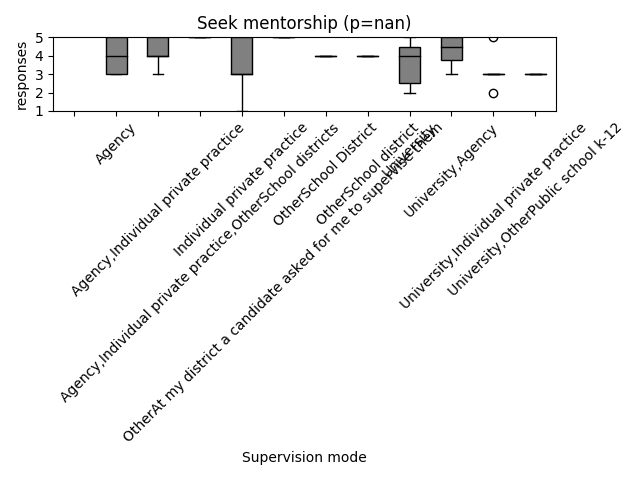 Seek mentorship (p=nan)
responses
5
4
3
2
1
Agency
Agency,Individual private practice
Individual private practice
Agency,Individual private practice,OtherSchool districts
OtherSchool District
OtherAt my district a candidate asked for me to supervise them
OtherSchool district
University
University,Agency
University,Individual private practice
University,OtherPublic school k-12
Supervision mode